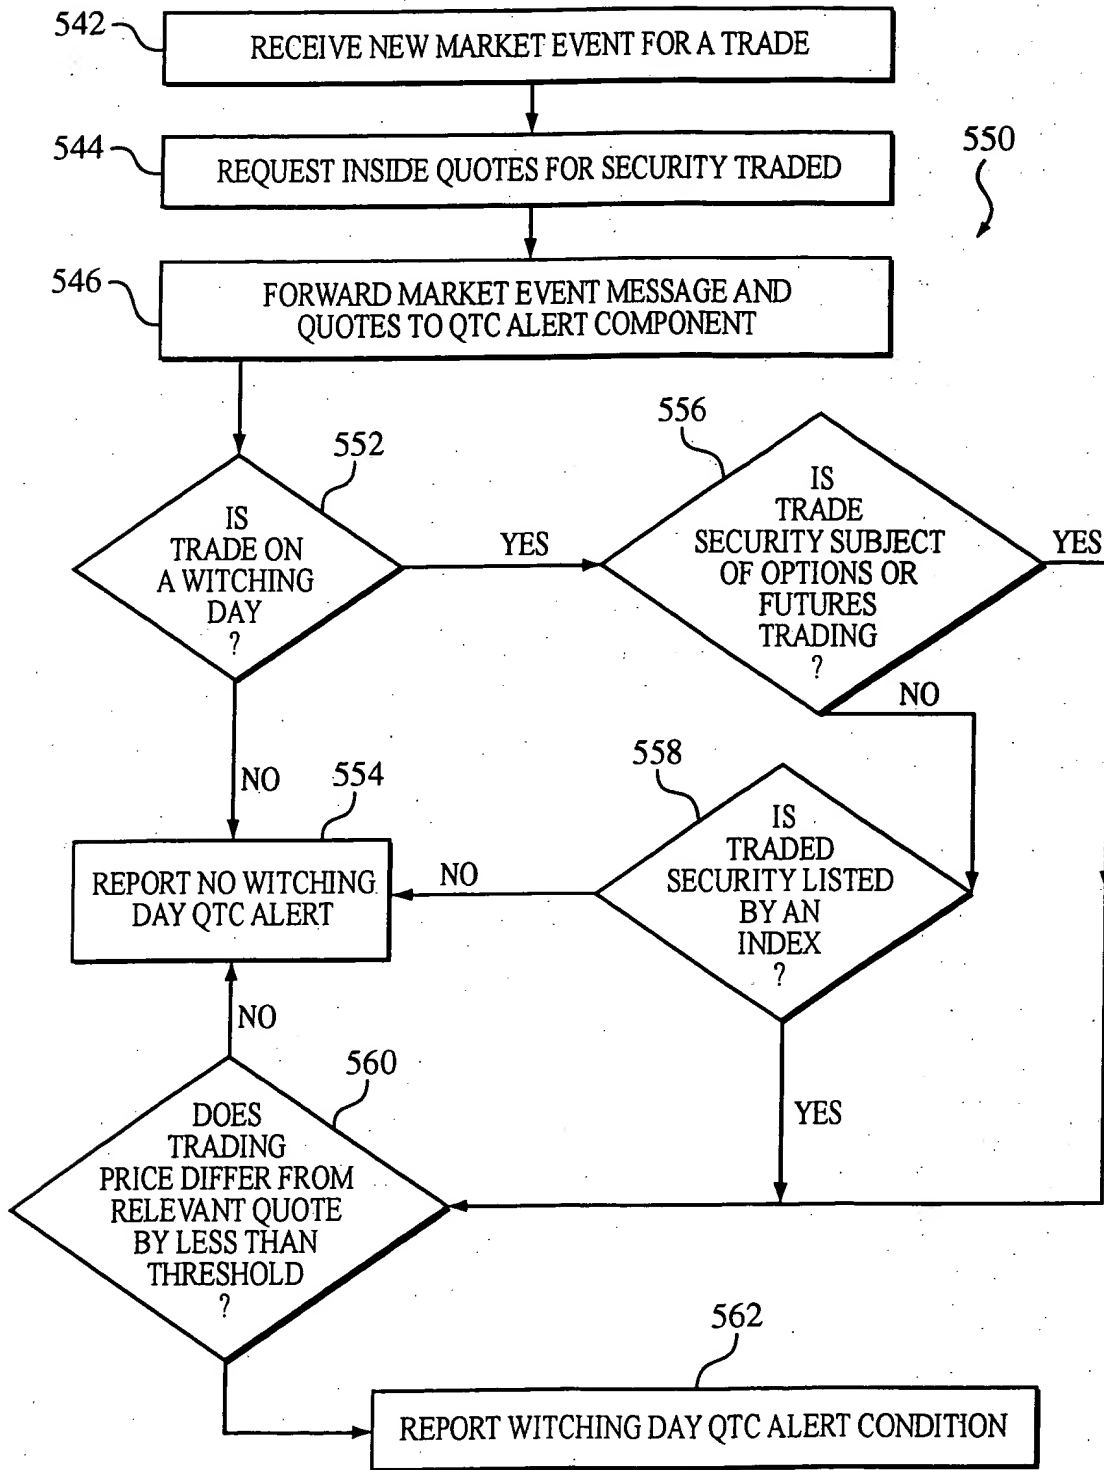 542
RECEIVE NEW MARKET EVENT FOR A TRADE
544
REQUEST INSIDE QUOTES FOR SECURITY TRADED
550
546
FORWARD MARKET EVENT MESSAGE AND
QUOTES TO QTC ALERT COMPONENT
552
IS
TRADE ON
A WITCHING
DAY
?
YES
NO
556
IS
TRADE
SECURITY SUBJECT
OF OPTIONS OR
FUTURES
TRADING
?
YES
NO
554
REPORT NO WITCHING
DAY QTC ALERT
558
IS
TRADED
SECURITY LISTED
BY AN
INDEX
?
NO
YES
NO
560
DOES
TRADING
PRICE DIFFER FROM
RELEVANT QUOTE
BY LESS THAN
THRESHOLD
?
562
REPORT WITCHING DAY QTC ALERT CONDITION